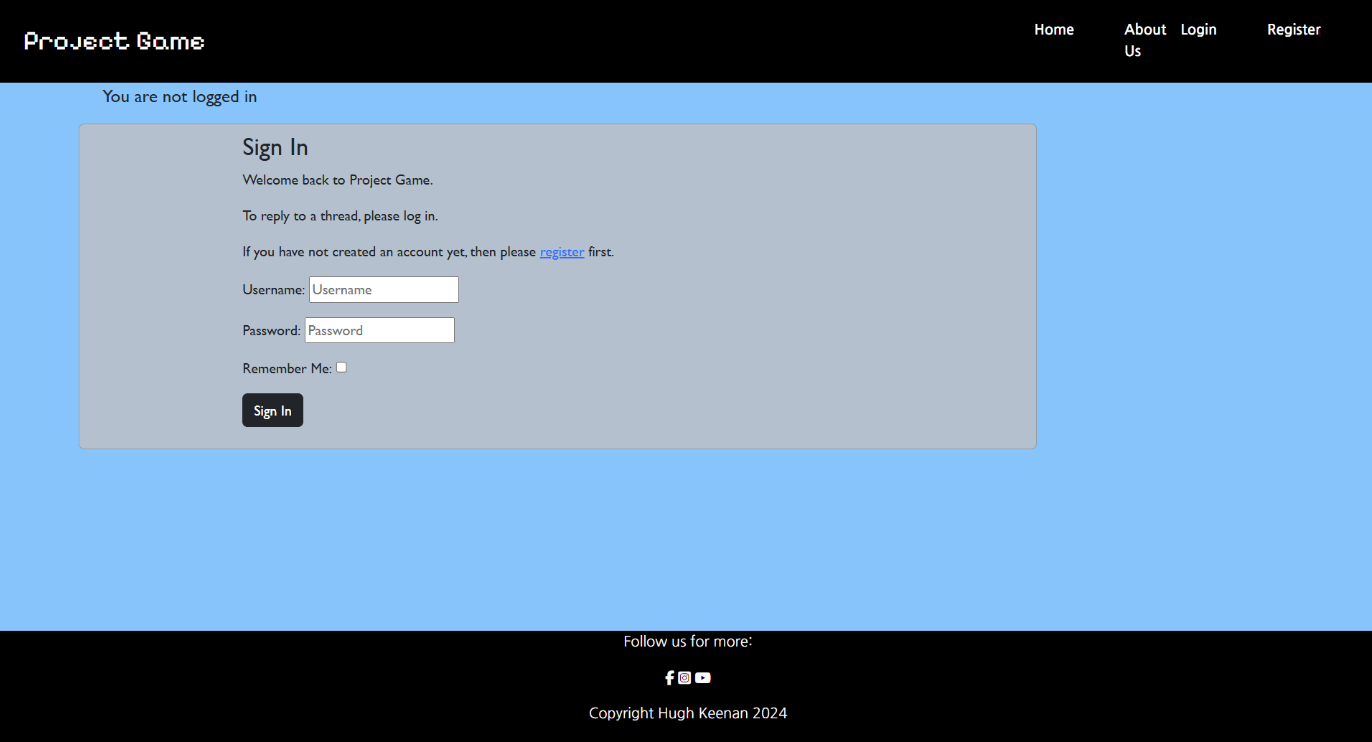 Project Game
Home
About Us
Login
Register
You are not logged in
Sign In
Welcome back to Project Game.
To reply to a thread, please log in.
If you have not created an account yet, then please register first.
Username: Username
Password: Password
Remember Me:
Sign In
Follow us for more:
Copyright Hugh Keenan 2024